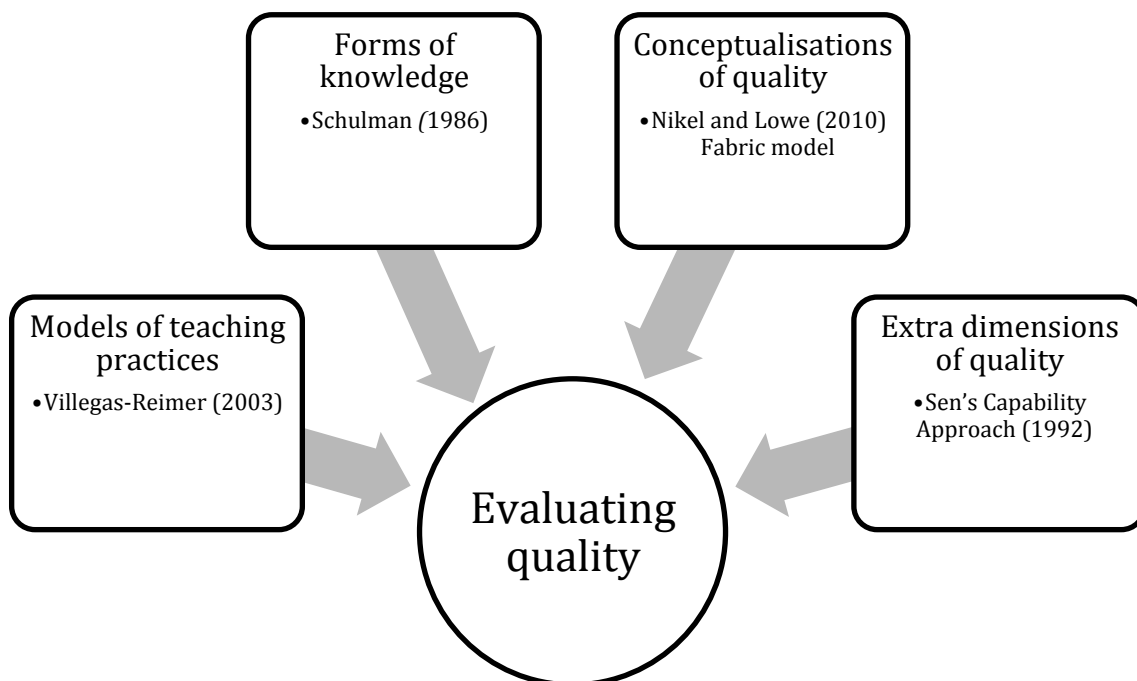 Forms of
knowledge
•Schulman (1986)
Conceptualisations
of quality
•Nikel and Lowe (2010)
Fabric model
Models of teaching
practices
•Villegas-Reimer (2003)
Extra dimensions
of quality
•Sen’s Capability
Approach (1992)
Evaluating
quality